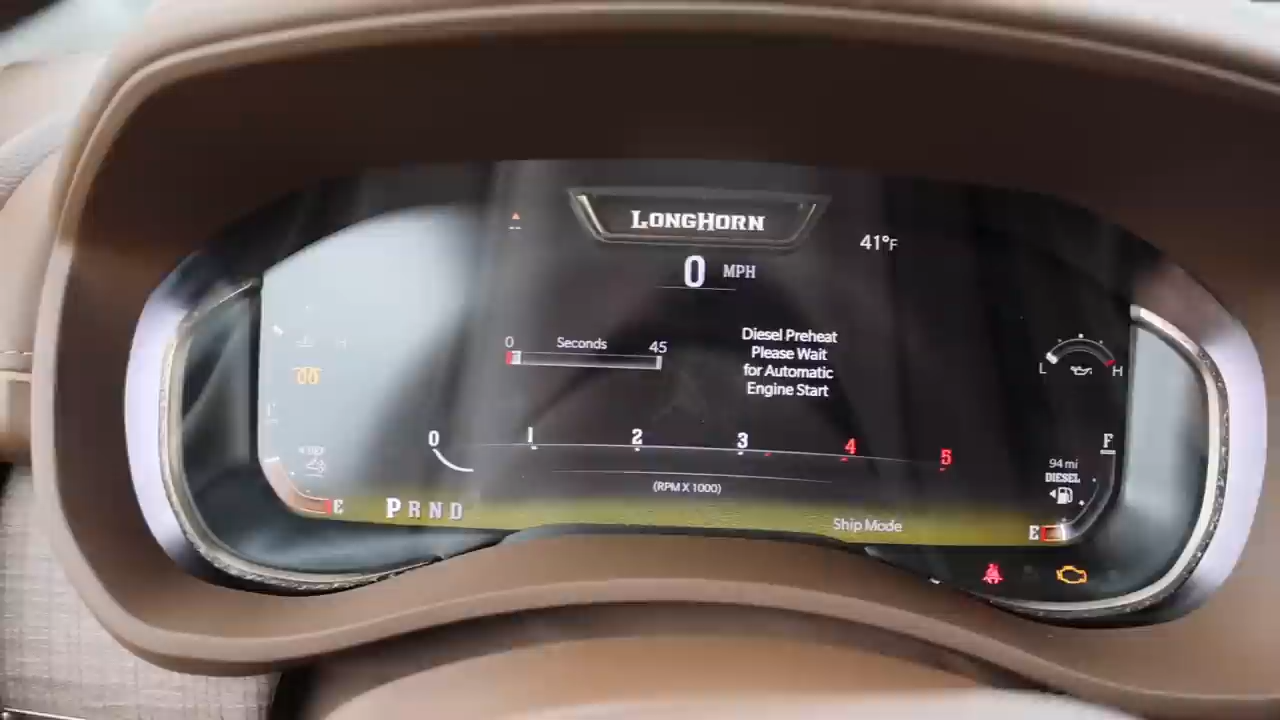 LONGHORN
41°F
0 MPH
0 Seconds 45
Diesel Preheat
Please Wait
for Automatic
Engine Start
H
L H
0 1 2 3 4 5
(RPM X 1000)
DEF
E
F
94 mi
DIESEL
E
P R N D
Ship Mode